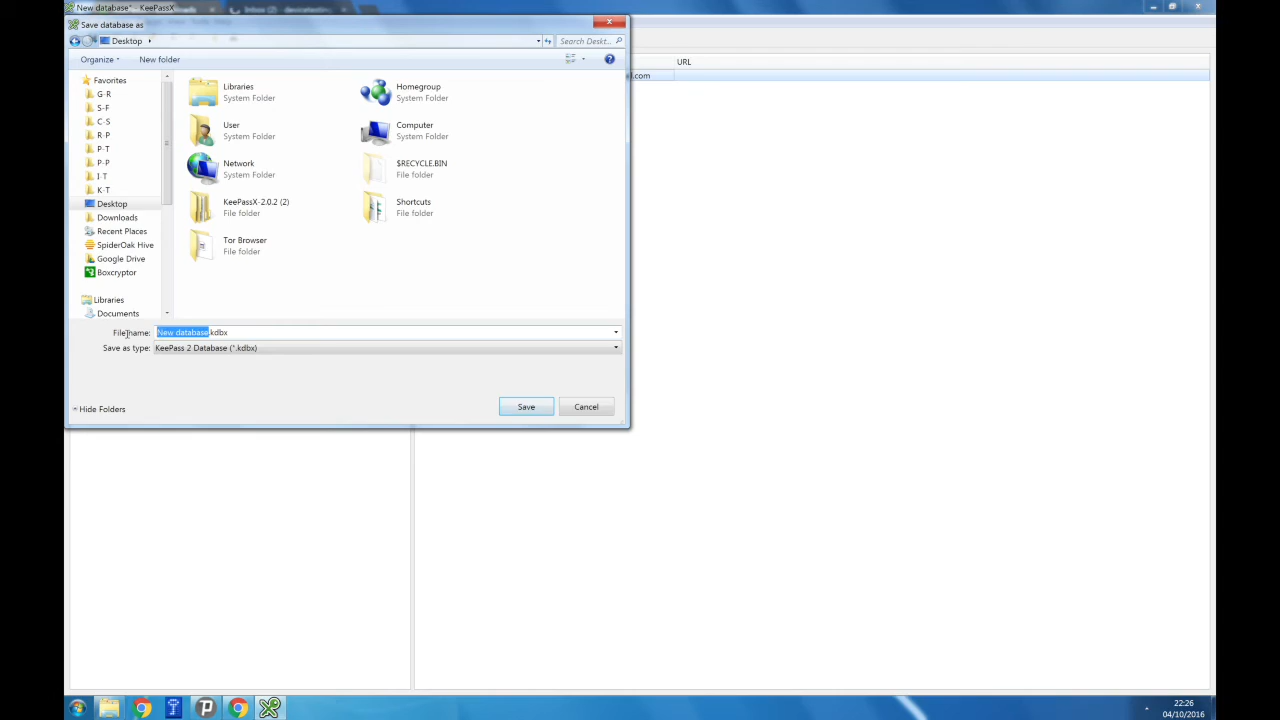 New database* - KeePassX
Save database as
Desktop
Search Deskt...
Organize
New folder
URL
Favorites
G-R
S-F
C-S
R-P
P-T
P-P
I-T
K-T
Desktop
Downloads
Recent Places
SpiderOak Hive
Google Drive
Boxcryptor
Libraries
Documents
Libraries
System Folder
Homegroup
System Folder
User
System Folder
Computer
System Folder
Network
System Folder
$RECYCLE.BIN
File folder
KeePassX-2.0.2 (2)
File folder
Shortcuts
File folder
Tor Browser
File folder
l.com
File name: New database.kdbx
Save as type: KeePass 2 Database (*.kdbx)
Hide Folders
Save
Cancel
22:26
04/10/2016